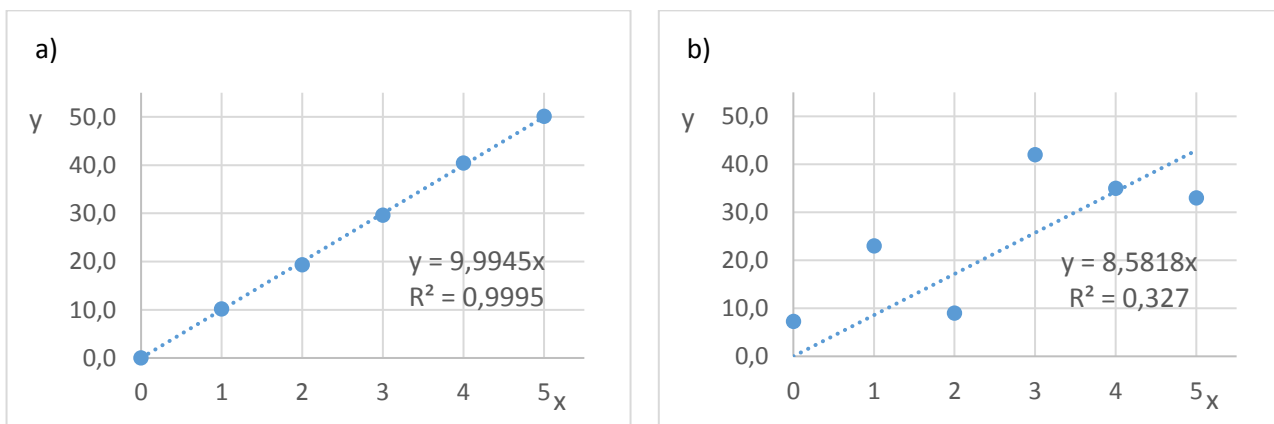 a)
y
50,0
40,0
30,0
20,0
10,0
0,0
y = 9,9945x
R² = 0,9995
0 1 2 3 4 5 x
b)
y
50,0
40,0
30,0
20,0
10,0
0,0
y = 8,5818x
R² = 0,327
0 1 2 3 4 5 x